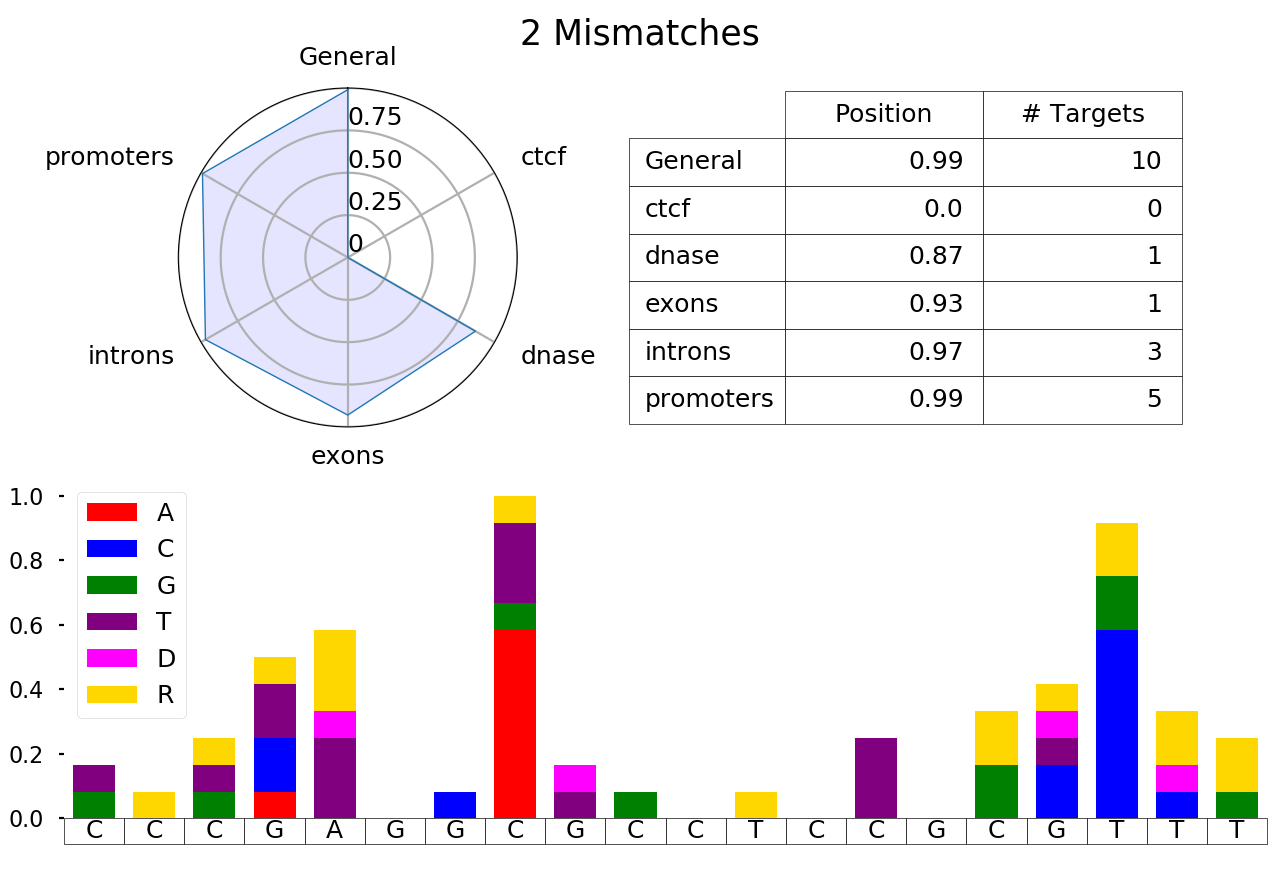 2 Mismatches
General
promoters
ctcf
introns
dnase
exons
0.75
0.50
0.25
0
Position # Targets
General 0.99 10
ctcf 0.0 0
dnase 0.87 1
exons 0.93 1
introns 0.97 3
promoters 0.99 5
1.0
0.8
0.6
0.4
0.2
0.0
A
C
G
T
D
R
C C C G A G G C G C C T C C G C G T T T